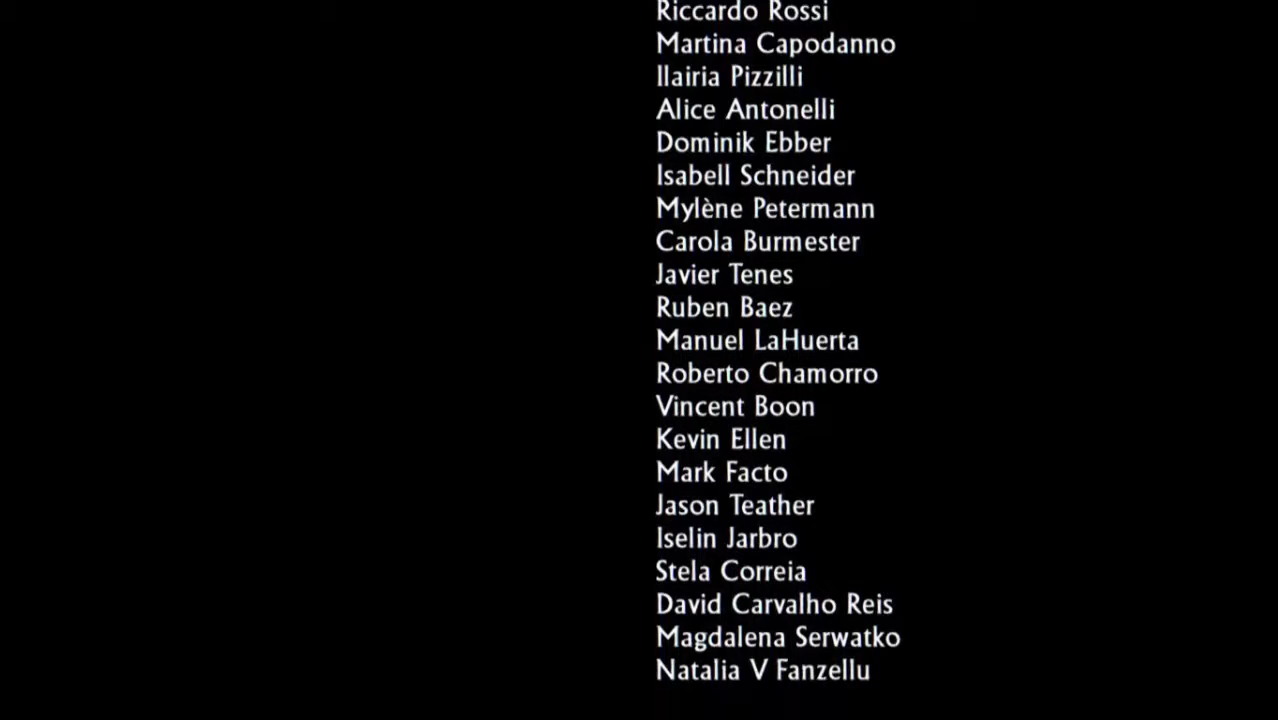 Riccardo Rossi
Martina Capodanno
Ilairia Pizzilli
Alice Antonelli
Dominik Ebber
Isabell Schneider
Mylène Petermann
Carola Burmester
Javier Tenes
Ruben Baez
Manuel LaHuerta
Roberto Chamorro
Vincent Boon
Kevin Ellen
Mark Facto
Jason Teather
Iselin Jarbro
Stela Correia
David Carvalho Reis
Magdalena Serwatko
Natalia V Fanzellu